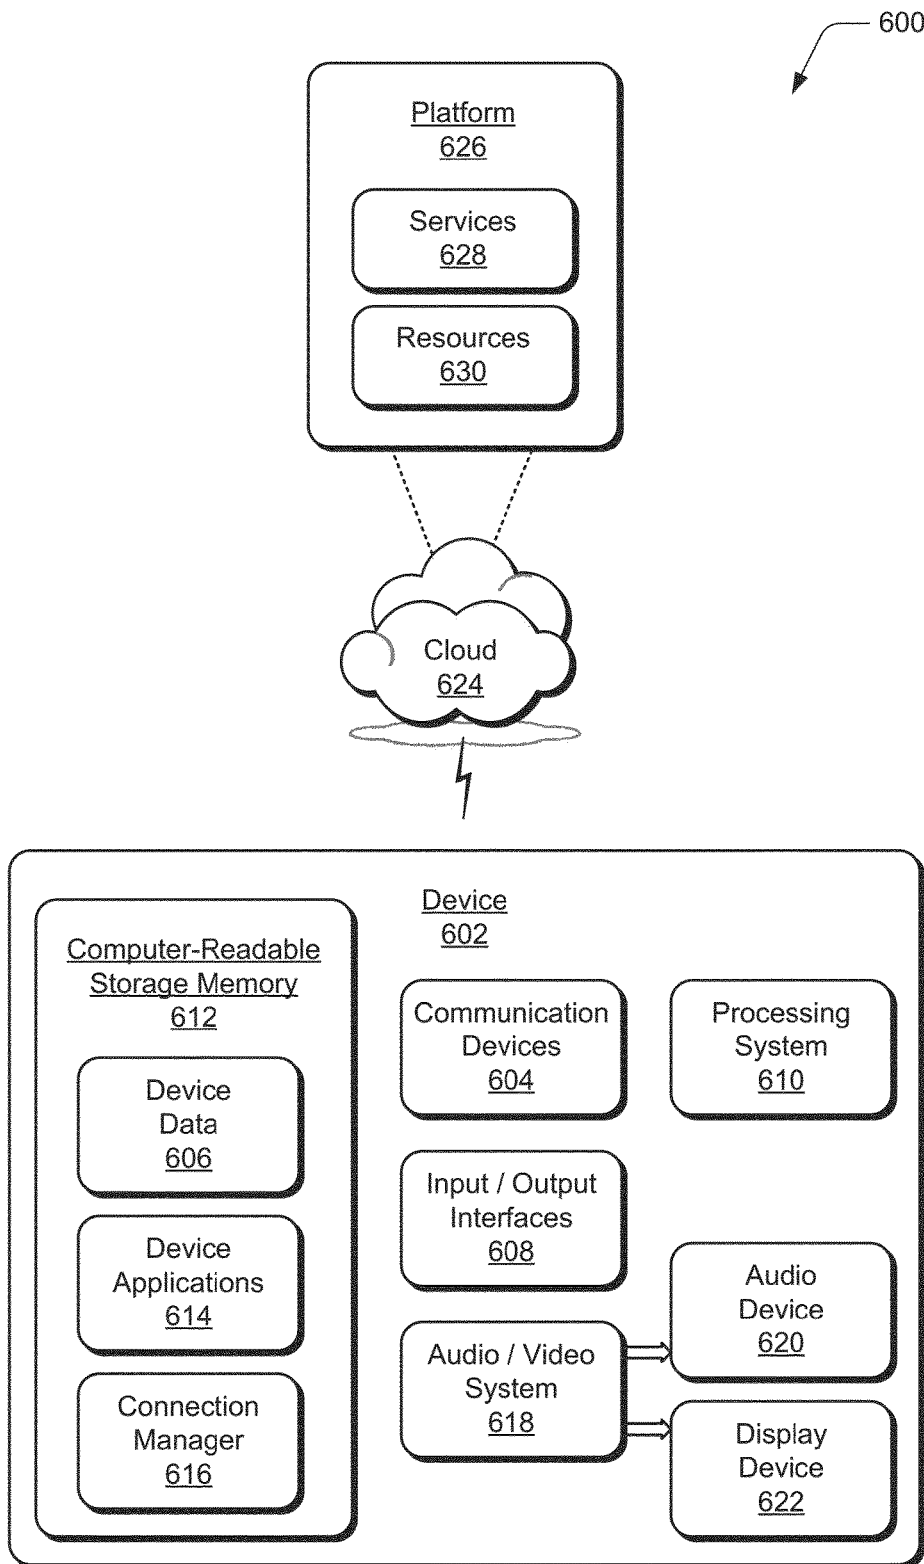 600
Platform
626
Services
628
Resources
630
Cloud
624
Device
602
Computer-Readable
Storage Memory
612
Device
Data
606
Device
Applications
614
Connection
Manager
616
Communication
Devices
604
Processing
System
610
Input / Output
Interfaces
608
Audio / Video
System
618
Audio
Device
620
Display
Device
622